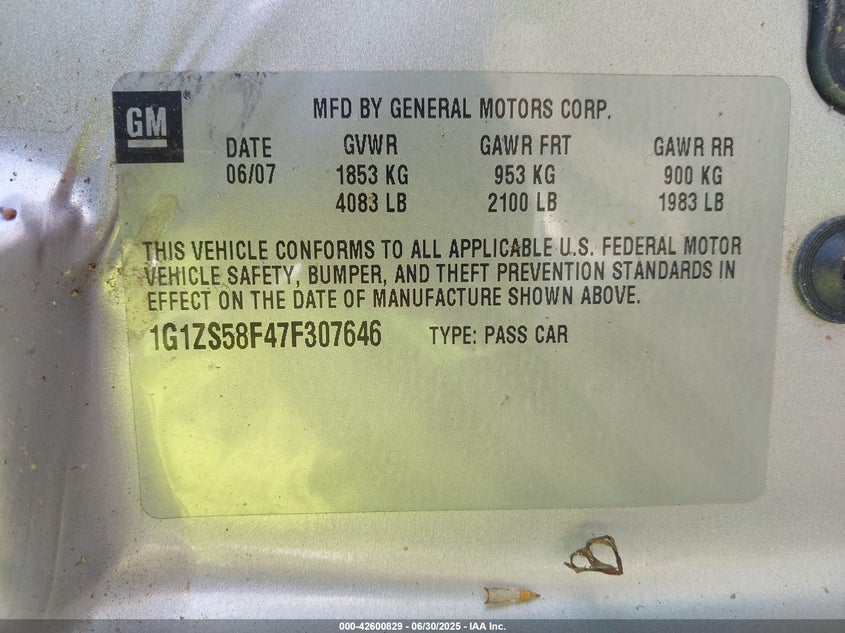 GM®
MFD BY GENERAL MOTORS CORP.
DATE GVWR GAWR FRT GAWR RR
06/07 1853 KG 953 KG 900 KG
4083 LB 2100 LB 1983 LB
THIS VEHICLE CONFORMS TO ALL APPLICABLE U.S. FEDERAL MOTOR
VEHICLE SAFETY, BUMPER, AND THEFT PREVENTION STANDARDS IN
EFFECT ON THE DATE OF MANUFACTURE SHOWN ABOVE.
1G1ZS58F47F307646 TYPE: PASS CAR
000-42600829 - 06/30/2025 - IAA Inc.